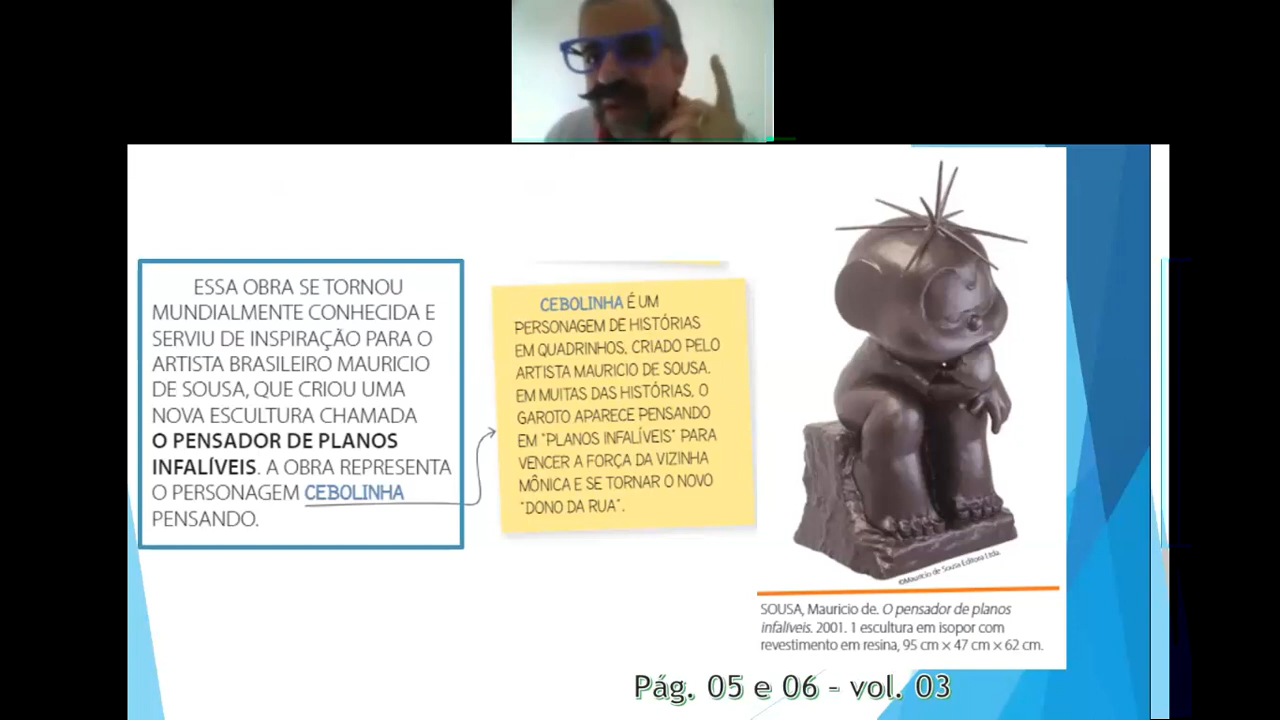 ESSA OBRA SE TORNOU
MUNDIALMENTE CONHECIDA E
SERVIU DE INSPIRAÇÃO PARA O
ARTISTA BRASILEIRO MAURICIO
DE SOUSA, QUE CRIOU UMA
NOVA ESCULTURA CHAMADA
O PENSADOR DE PLANOS
INFALÍVEIS. A OBRA REPRESENTA
O PERSONAGEM CEBOLINHA
PENSANDO.
CEBOLINHA É UM
PERSONAGEM DE HISTÓRIAS
EM QUADRINHOS, CRIADO PELO
ARTISTA MAURICIO DE SOUSA.
EM MUITAS DAS HISTÓRIAS, O
GAROTO APARECE PENSANDO
EM "PLANOS INFALÍVEIS" PARA
VENCER A FORÇA DA VIZINHA
MÔNICA E SE TORNAR O NOVO
"DONO DA RUA".
©Mauricio de Souza Editora Ltda.
SOUSA, Mauricio de. O pensador de planos
infalíveis. 2001. 1 escultura em isopor com
revestimento em resina, 95 cm × 47 cm × 62 cm.
Pág. 05 e 06 - vol. 03